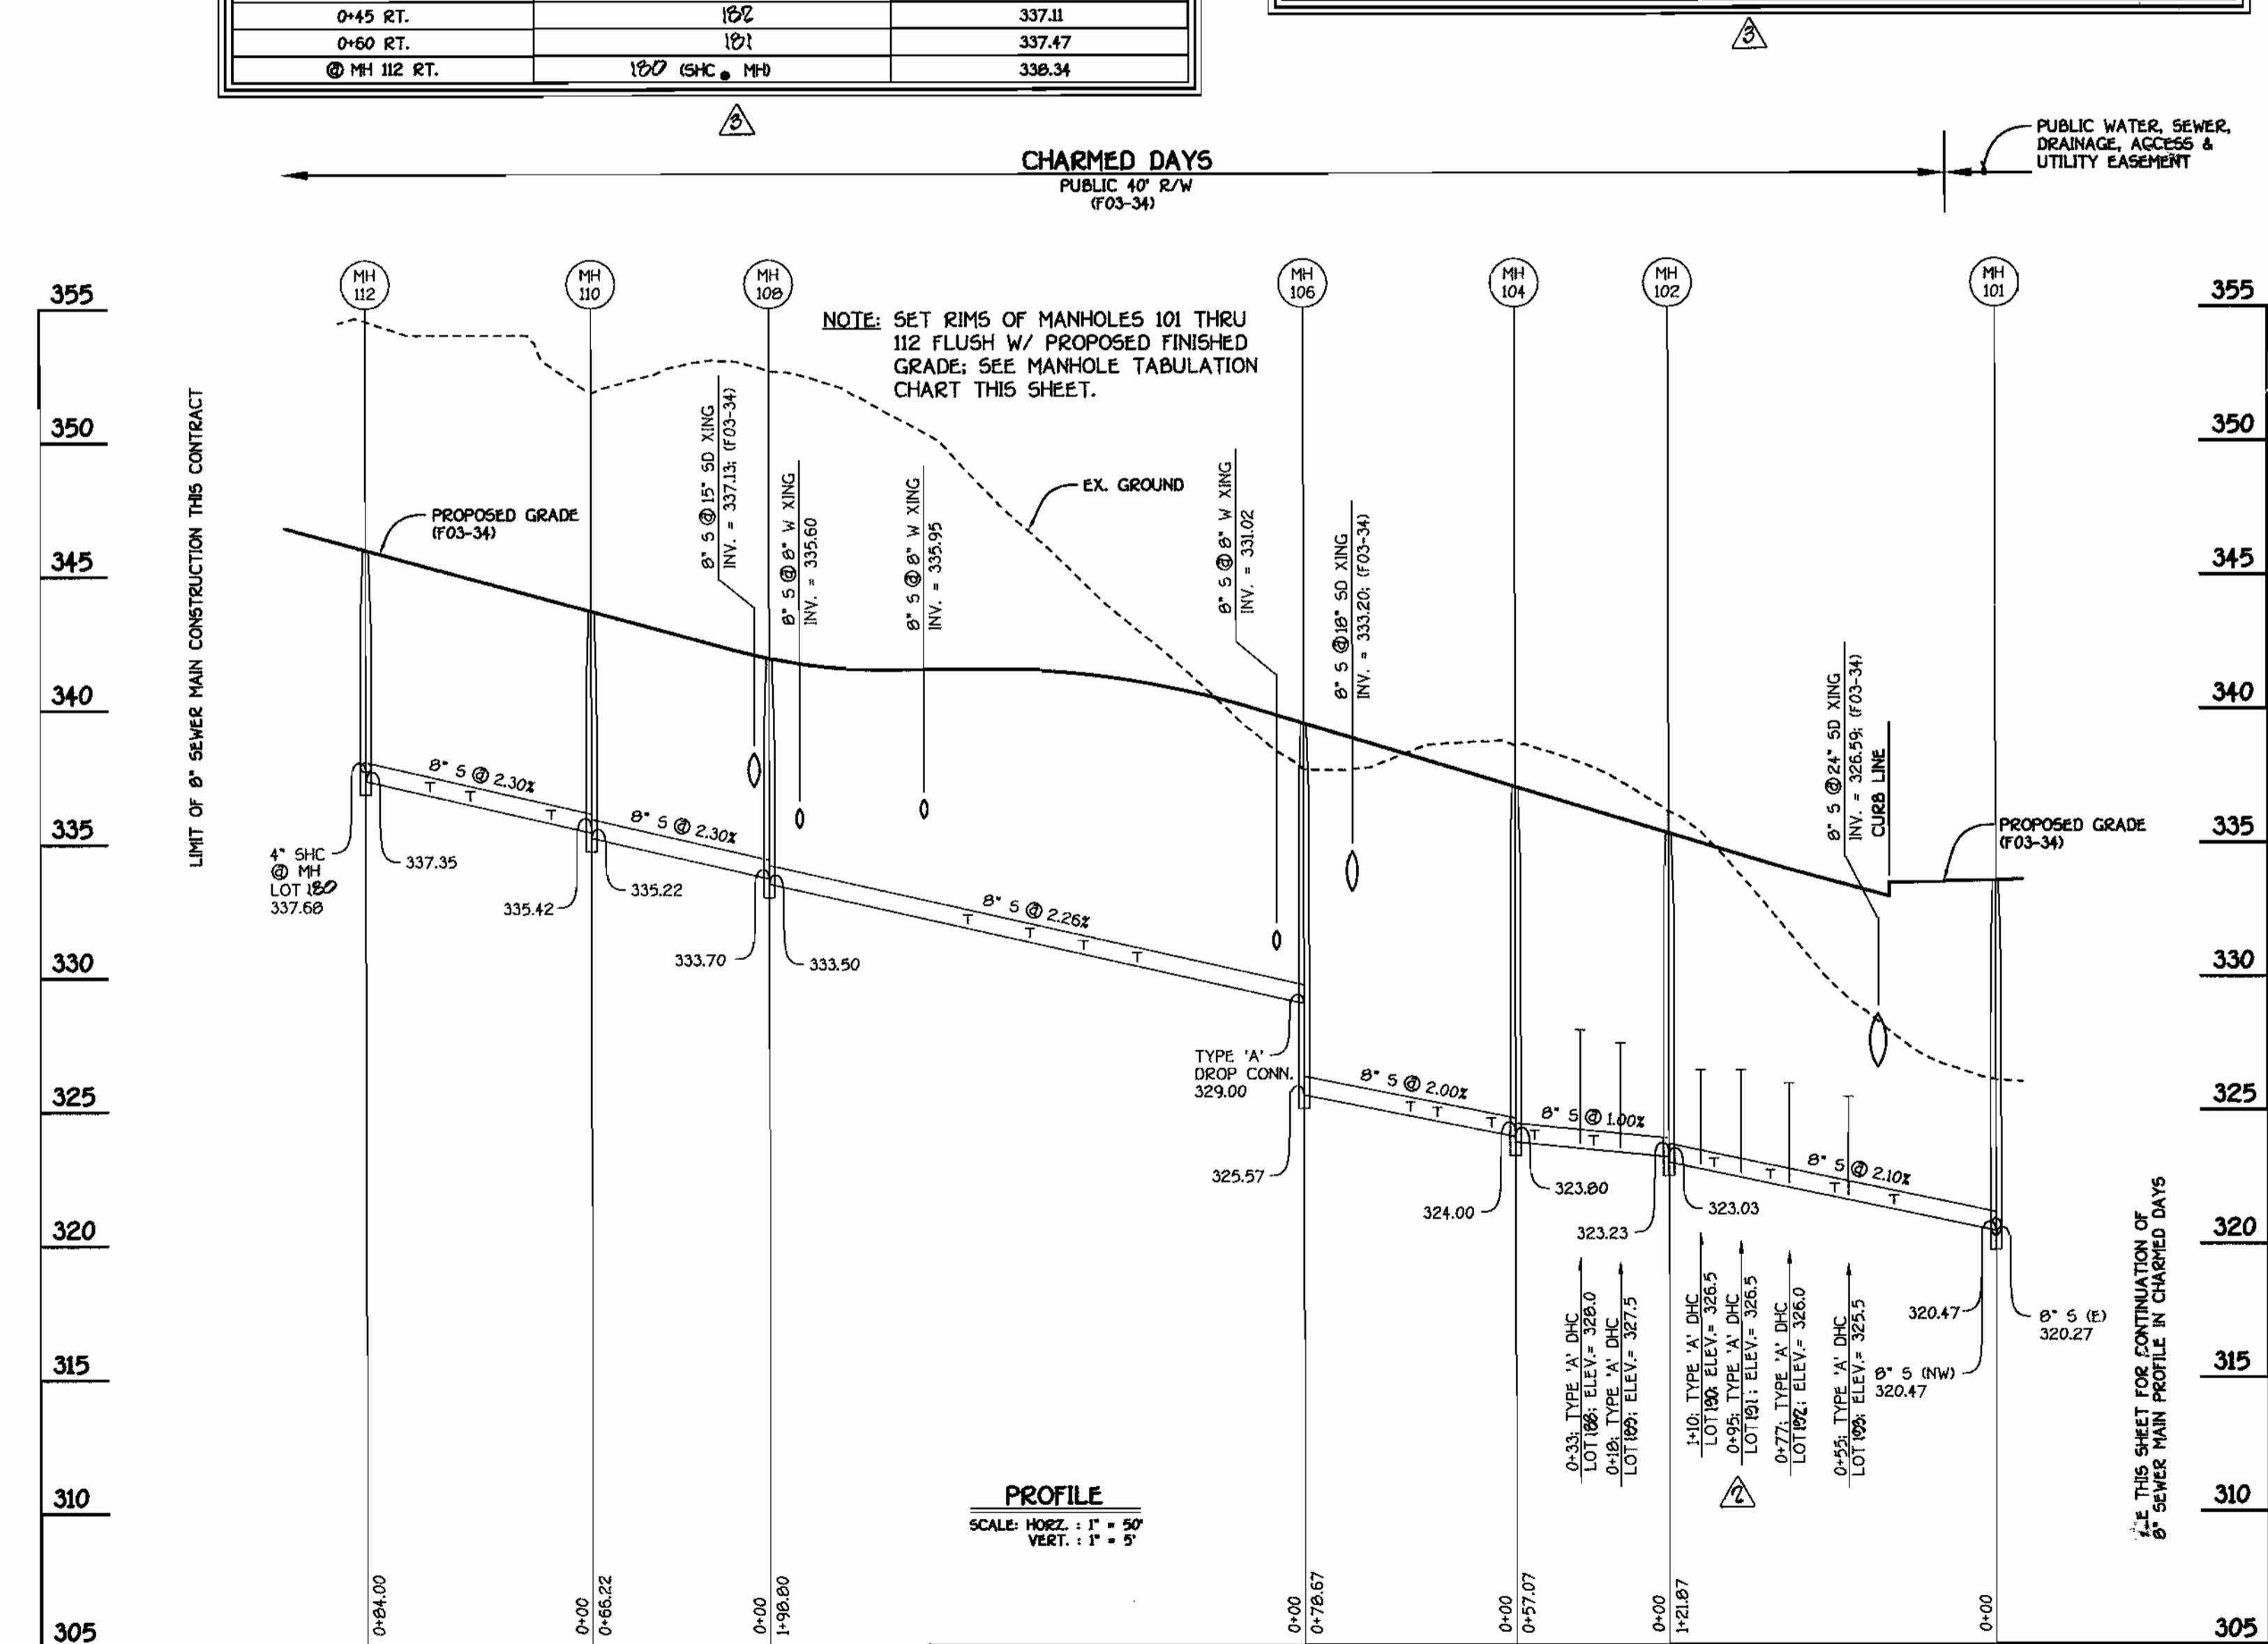 0+45 RT. 182 337.11
0+60 RT. 181 337.47
@ MH 112 RT. 180 (SHC @ MH) 338.34
3
3
CHARMED DAYS
PUBLIC 40' R/W
(F03-34)
PUBLIC WATER, SEWER,
DRAINAGE, ACCESS &
UTILITY EASEMENT
MH
112
MH
110
MH
108
MH
106
MH
104
MH
102
MH
101
355
350
345
340
335
330
325
320
315
310
305
355
350
345
340
335
330
325
320
315
310
305
LIMIT OF 8" SEWER MAIN CONSTRUCTION THIS CONTRACT
NOTE: SET RIMS OF MANHOLES 101 THRU
112 FLUSH W/ PROPOSED FINISHED
GRADE; SEE MANHOLE TABULATION
CHART THIS SHEET.
PROPOSED GRADE
(F03-34)
8" S @ 15" SD XING
INV. = 337.13; (F03-34)
8" S @ 8" W XING
INV. = 335.60
8" S @ 8" W XING
INV. = 335.95
EX. GROUND
8" S @ 8" W XING
INV. = 331.02
8" S @ 18" SD XING
INV. = 333.20; (F03-34)
8" S @ 24" SD XING
INV. = 326.59; (F03-34)
CURB LINE
PROPOSED GRADE
(F03-34)
8" S @ 2.30%
8" S @ 2.30%
8" S @ 2.26%
8" S @ 2.00%
8" S @ 1.00%
8" S @ 2.10%
4" SHC
@ MH
LOT 180
337.68
337.35
335.42
335.22
333.70
333.50
TYPE 'A'
DROP CONN.
329.00
325.57
324.00
323.80
323.23
323.03
320.47
8" S (NW)
320.47
8" S (E)
320.27
0+33; TYPE 'A' DHC
LOT 188; ELEV.= 328.0
0+18; TYPE 'A' DHC
LOT 189; ELEV.= 327.5
1+10; TYPE 'A' DHC
LOT 190; ELEV.= 326.5
0+95; TYPE 'A' DHC
LOT 191; ELEV.= 326.5
0+77; TYPE 'A' DHC
LOT 192; ELEV.= 326.0
0+55; TYPE 'A' DHC
LOT 193; ELEV.= 325.5
2
THIS SHEET FOR CONTINUATION OF
8" SEWER MAIN PROFILE IN CHARMED DAYS
PROFILE
SCALE: HORZ. : 1" = 50'
VERT. : 1" = 5'
0+84.00
0+00
0+66.22
0+00
1+98.80
0+00
0+78.67
0+00
0+57.07
0+00
1+21.87
0+00